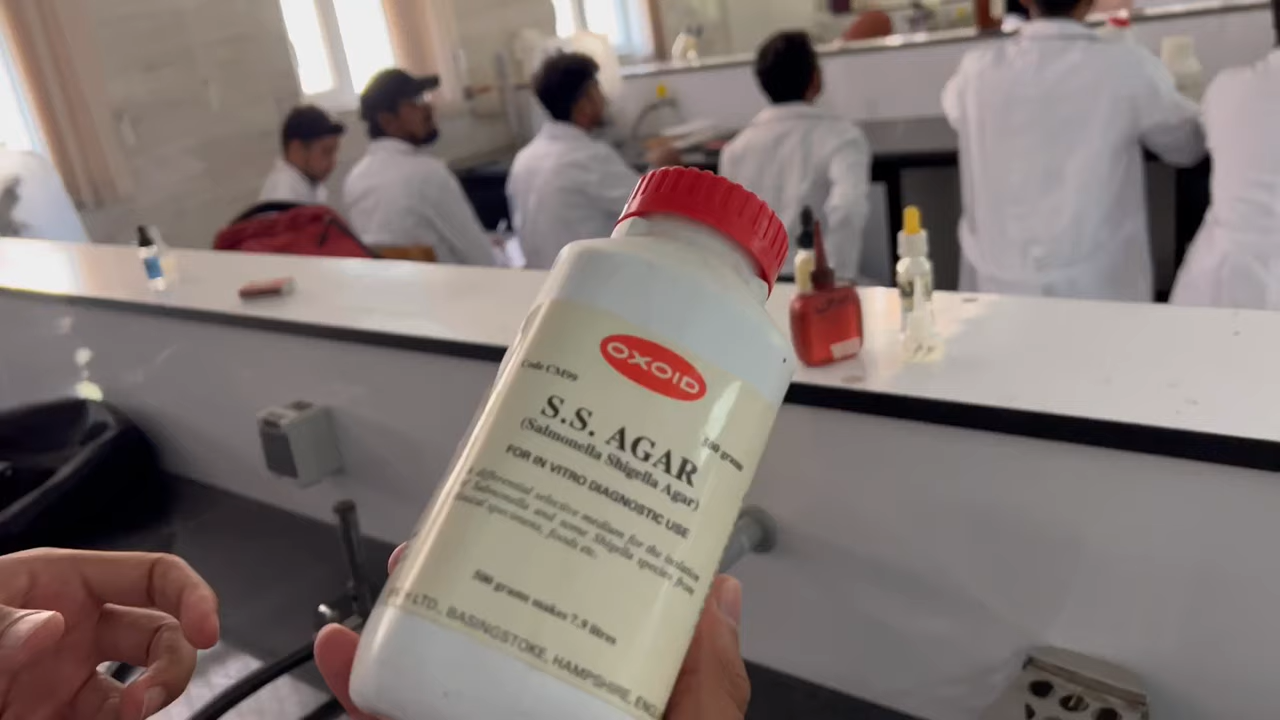 OXOID
Code CM99
S.S. AGAR
500 grams
(Salmonella Shigella Agar)
FOR IN VITRO DIAGNOSTIC USE
differential selective medium for the isolation
Salmonella and some Shigella species from
specimens, foods etc.
500 grams makes 7.9 litres
LTD., BASINGSTOKE, HAMPSHIRE, ENGL